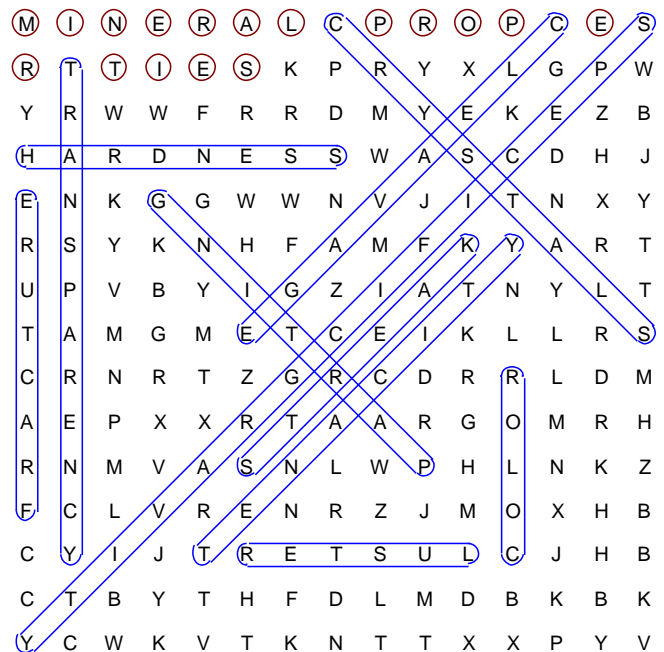 M I N E R A L C P R O P C E S
R T T I E S K P R Y X L G P W
Y R W W F R R D M Y E K E Z B
H A R D N E S S W A S C D H J
E N K G G W W N V J I T N X Y
R S Y K N H F A M F K Y A R T
U P V B Y I G Z I A T N Y L T
T A M G M E T C E I K L L R S
C R N R T Z G R C D R R L D M
A E P X X R T A A R G O M R H
R N M V A S N L W P H L N K Z
F C L V R E N R Z J M O X H B
C Y I J T R E T S U L C J H B
C T B Y T H F D L M D B K B K
Y C W K V T K N T T X X P Y V